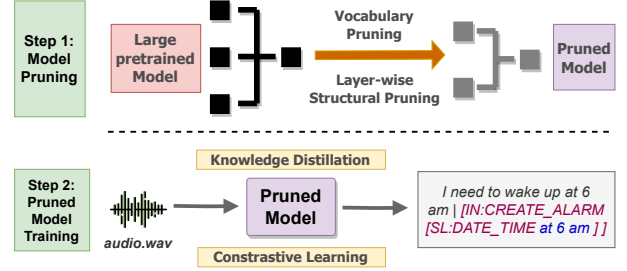 Step 1:
Model
Pruning
Large
pretrained
Model
Vocabulary
Pruning
Layer-wise
Structural Pruning
Pruned
Model
Step 2:
Pruned
Model
Training
audio.wav
Knowledge Distillation
Pruned
Model
Constrastive Learning
I need to wake up at 6
am | [IN:CREATE_ALARM
[SL:DATE_TIME at 6 am ] ]